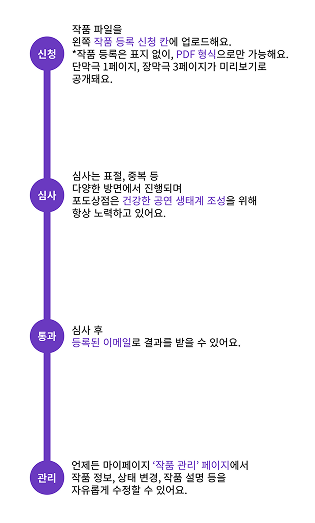 신청
작품 파일을
왼쪽 작품 등록 신청 칸에 업로드해요.
*작품 등록은 표지 없이, PDF 형식으로만 가능해요.
단막극 1페이지, 장막극 3페이지가 미리보기로
공개돼요.
심사
심사는 표절, 중복 등
다양한 방면에서 진행되며
포도상점은 건강한 공연 생태계 조성을 위해
항상 노력하고 있어요.
통과
심사 후
등록된 이메일로 결과를 받을 수 있어요.
관리
언제든 마이페이지 '작품 관리' 페이지에서
작품 정보, 상태 변경, 작품 설명 등을
자유롭게 수정할 수 있어요.